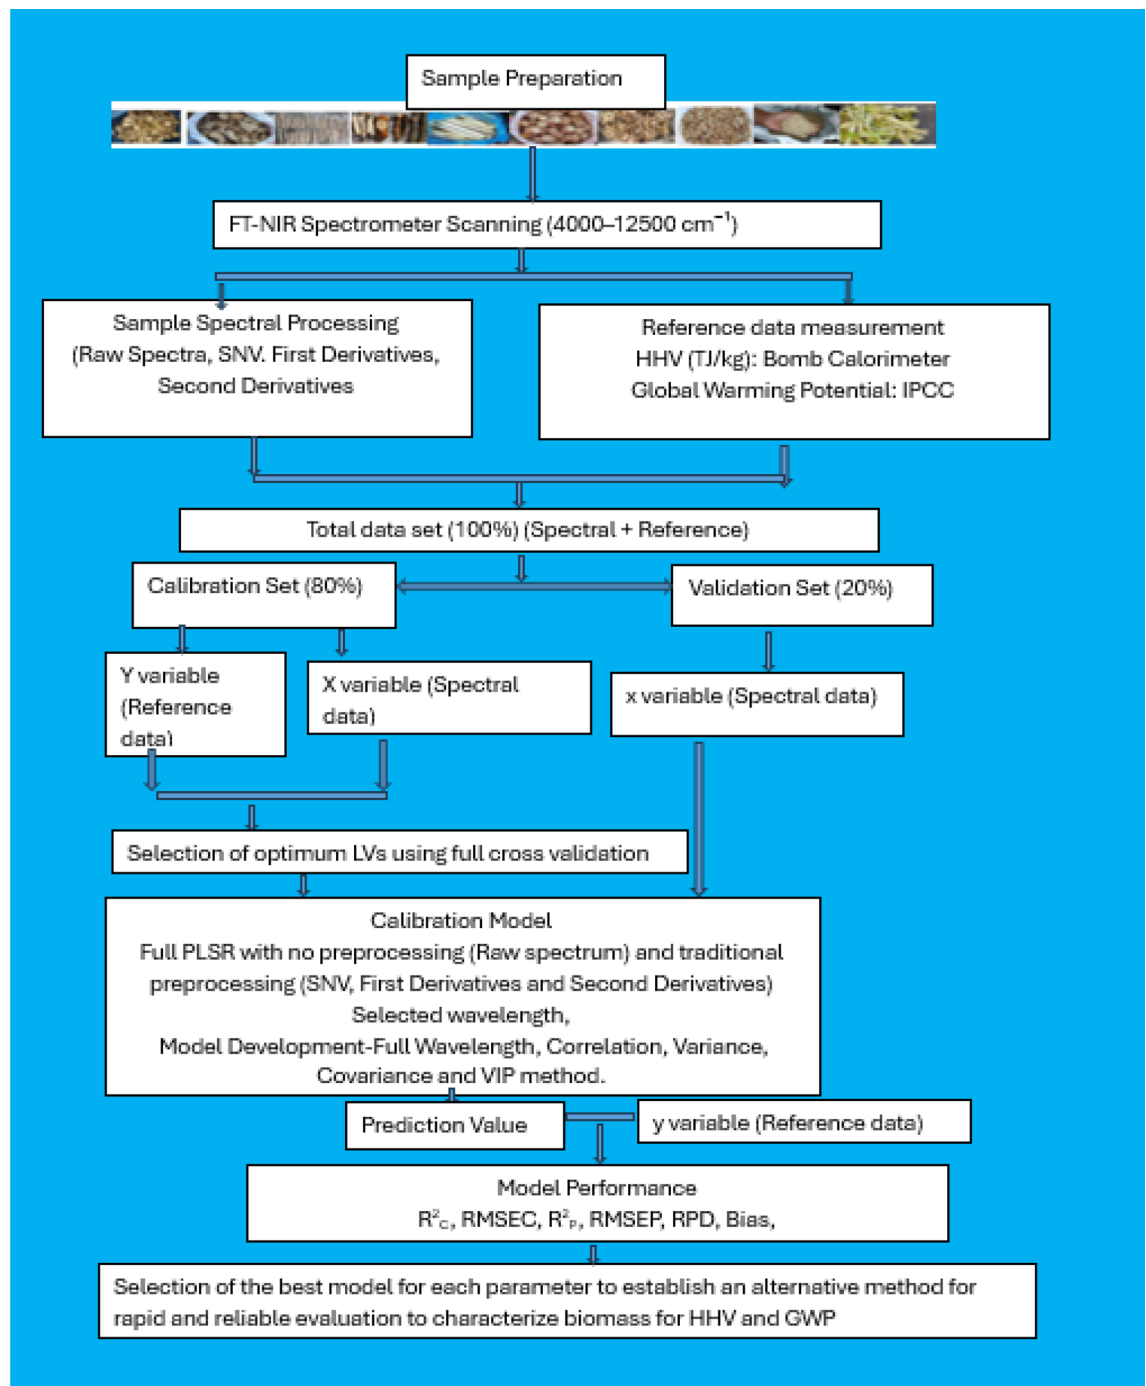 Sample Preparation
FT-NIR Spectrometer Scanning (4000–12500 cm⁻¹)
Sample Spectral Processing
(Raw Spectra, SNV. First Derivatives,
Second Derivatives
Reference data measurement
HHV (TJ/kg): Bomb Calorimeter
Global Warming Potential: IPCC
Total data set (100%) (Spectral + Reference)
Calibration Set (80%)
Validation Set (20%)
Y variable
(Reference
data)
X variable (Spectral
data)
x variable (Spectral data)
Selection of optimum LVs using full cross validation
Calibration Model
Full PLSR with no preprocessing (Raw spectrum) and traditional
preprocessing (SNV, First Derivatives and Second Derivatives)
Selected wavelength,
Model Development-Full Wavelength, Correlation, Variance,
Covariance and VIP method.
Prediction Value
y variable (Reference data)
Model Performance
R²c, RMSEC, R²ₚ, RMSEP, RPD, Bias,
Selection of the best model for each parameter to establish an alternative method for
rapid and reliable evaluation to characterize biomass for HHV and GWP